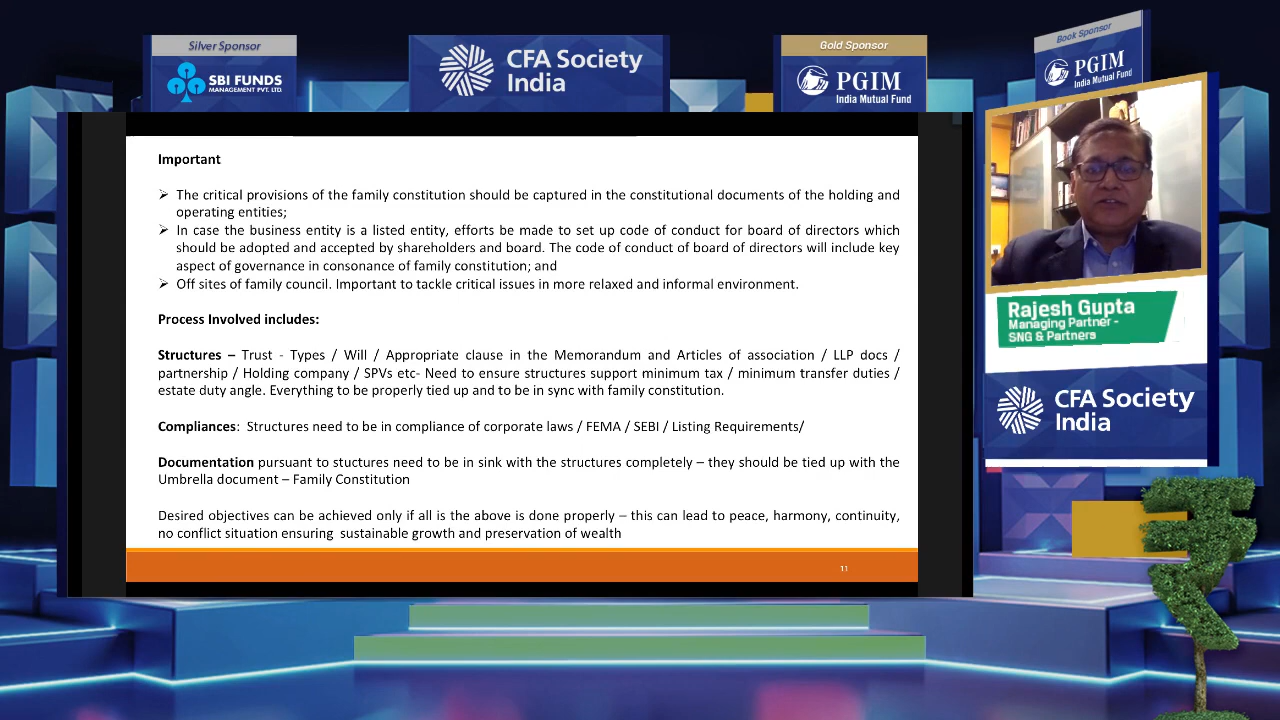 Silver Sponsor
SBI FUNDS
MANAGEMENT PVT. LTD.
CFA Society
India
Gold Sponsor
PGIM
India Mutual Fund
Book Sponsor
PGIM
India Mutual Fund
Important
➢ The critical provisions of the family constitution should be captured in the constitutional documents of the holding and
operating entities;
➢ In case the business entity is a listed entity, efforts be made to set up code of conduct for board of directors which
should be adopted and accepted by shareholders and board. The code of conduct of board of directors will include key
aspect of governance in consonance of family constitution; and
➢ Off sites of family council. Important to tackle critical issues in more relaxed and informal environment.
Process Involved includes:
Structures – Trust - Types / Will / Appropriate clause in the Memorandum and Articles of association / LLP docs /
partnership / Holding company / SPVs etc- Need to ensure structures support minimum tax / minimum transfer duties /
estate duty angle. Everything to be properly tied up and to be in sync with family constitution.
Compliances: Structures need to be in compliance of corporate laws / FEMA / SEBI / Listing Requirements/
Documentation pursuant to stuctures need to be in sink with the structures completely – they should be tied up with the
Umbrella document – Family Constitution
Desired objectives can be achieved only if all is the above is done properly – this can lead to peace, harmony, continuity,
no conflict situation ensuring sustainable growth and preservation of wealth
11
Rajesh Gupta
Managing Partner -
SNG & Partners
CFA Society
India